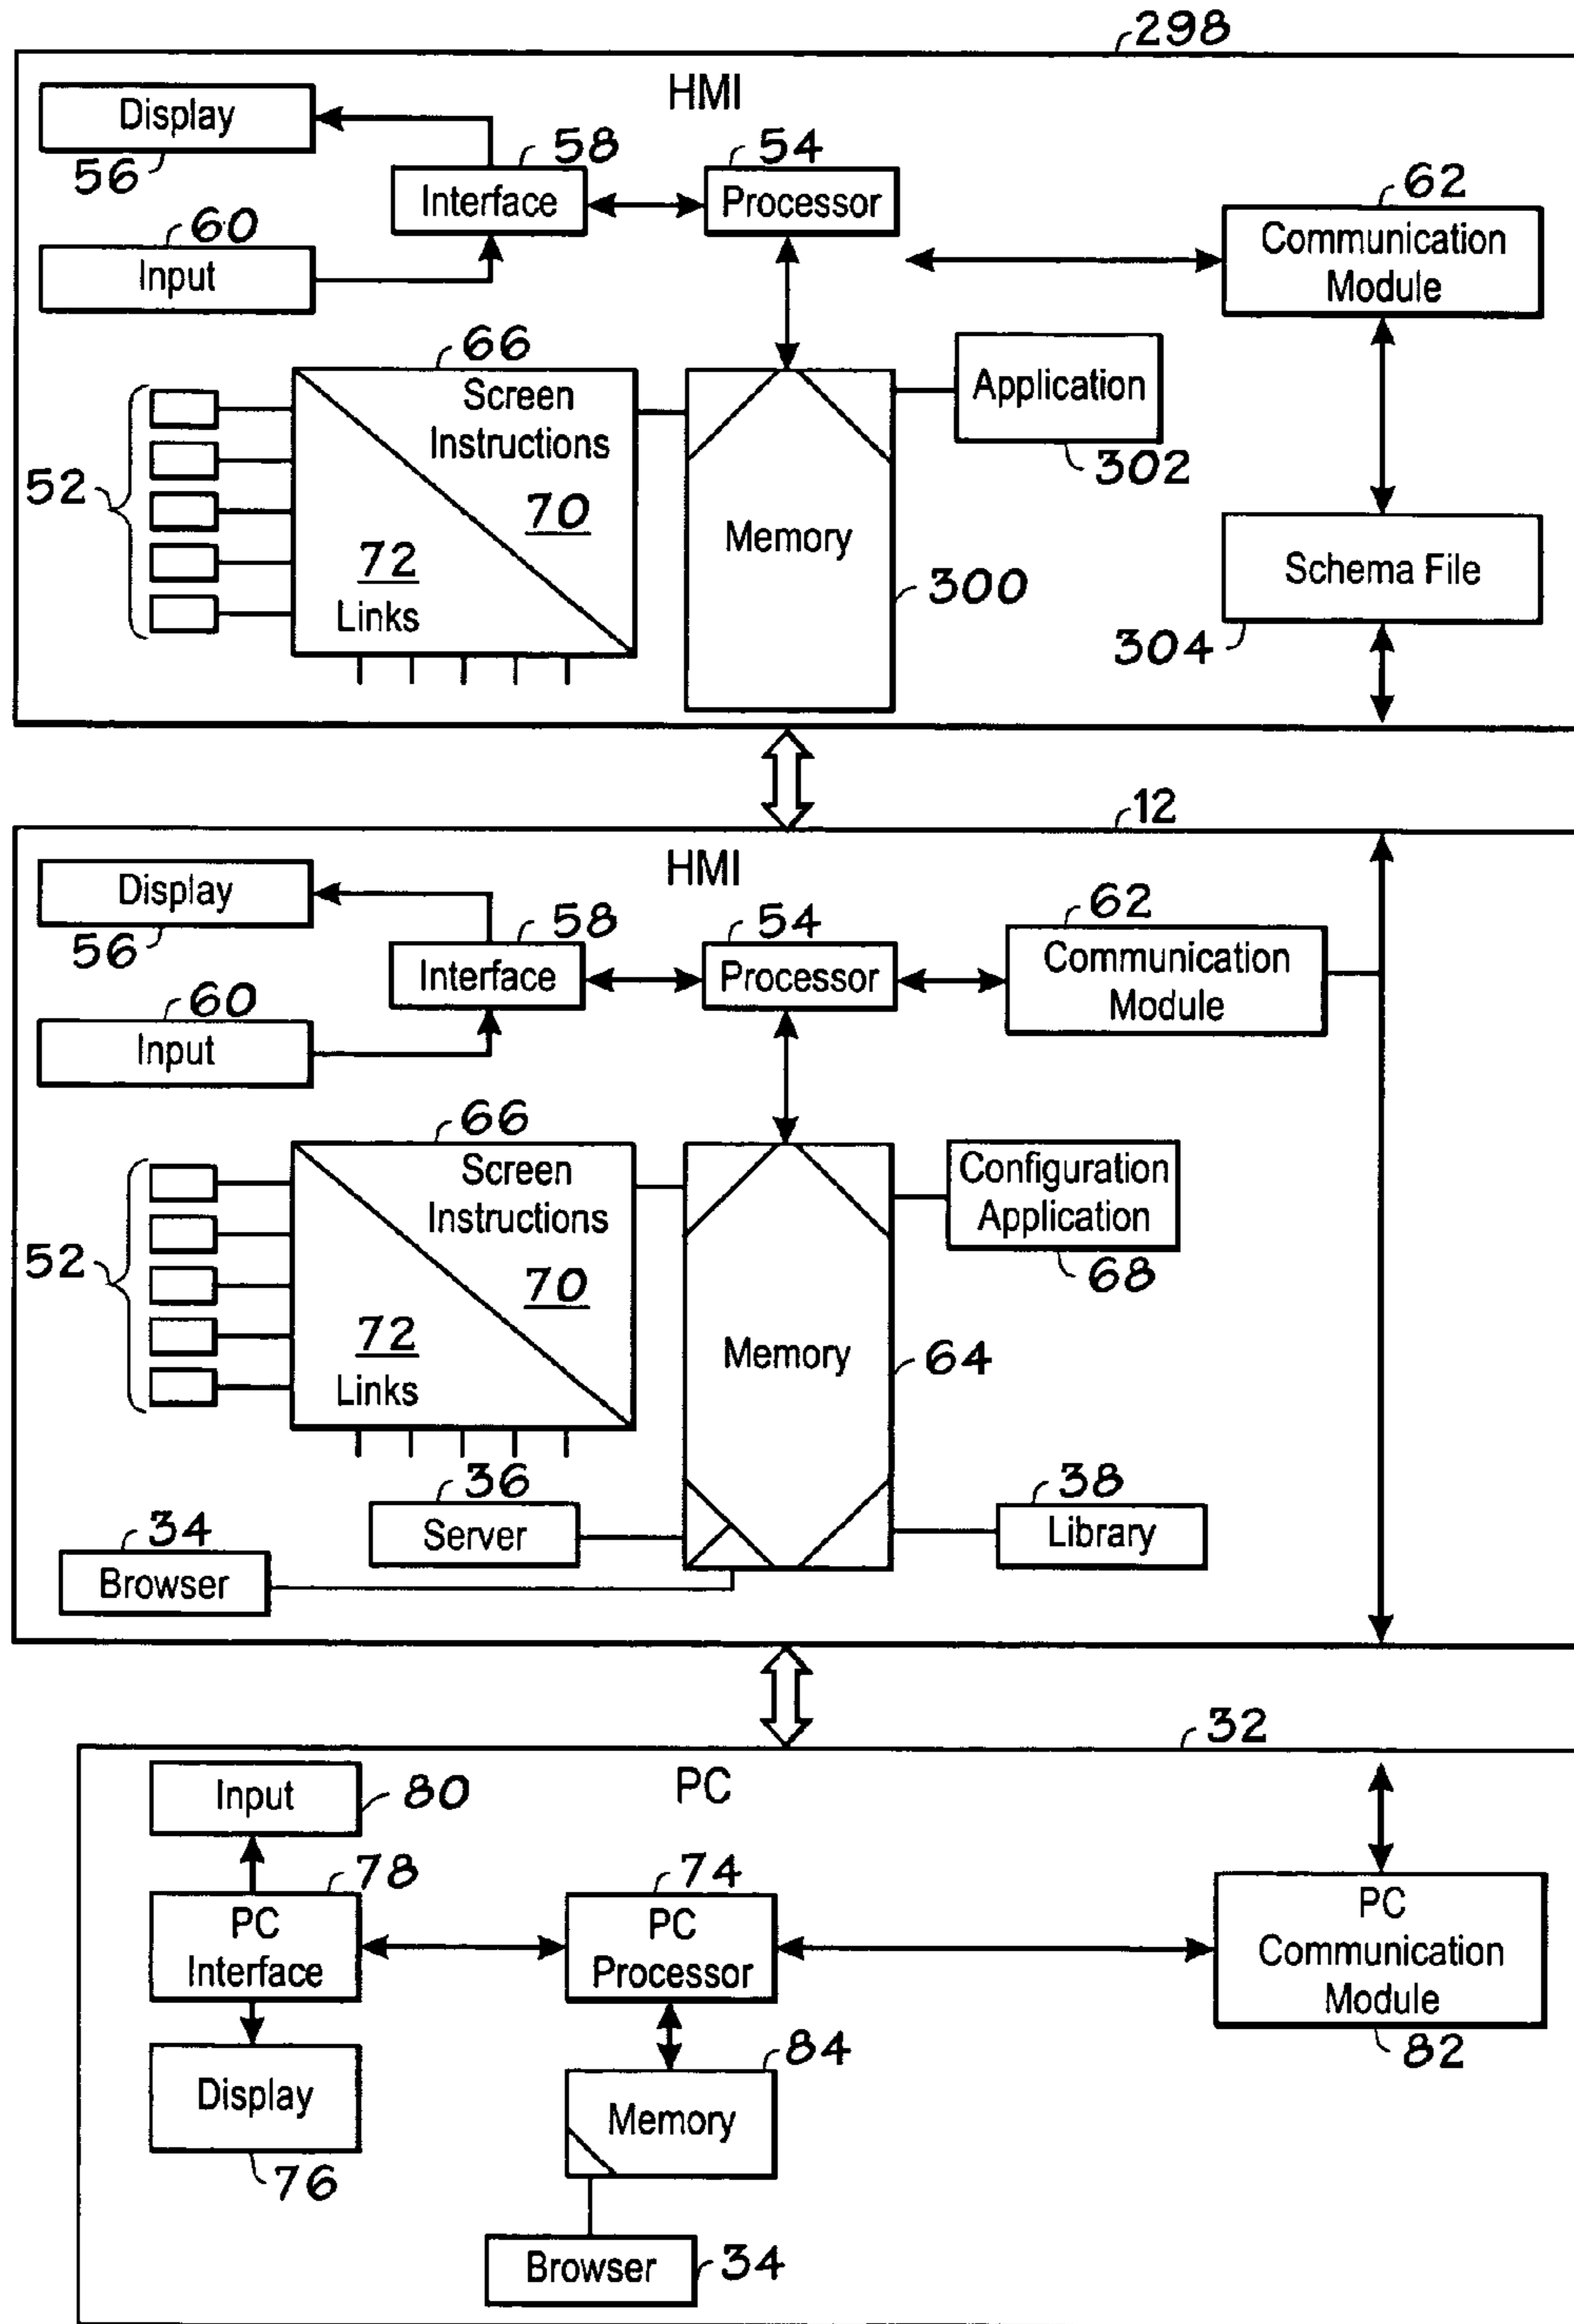 298
HMI
Display
56
58
Interface
54
Processor
62
Communication
Module
60
Input
66
Screen
Instructions
70
72
Links
52
Memory
300
Application
302
Schema File
304
12
HMI
Display
56
58
Interface
54
Processor
62
Communication
Module
60
Input
66
Screen
Instructions
70
72
Links
52
Memory
64
Configuration
Application
68
36
Server
38
Library
34
Browser
32
PC
Input
80
78
PC
Interface
74
PC
Processor
PC
Communication
Module
82
Display
76
84
Memory
Browser
34